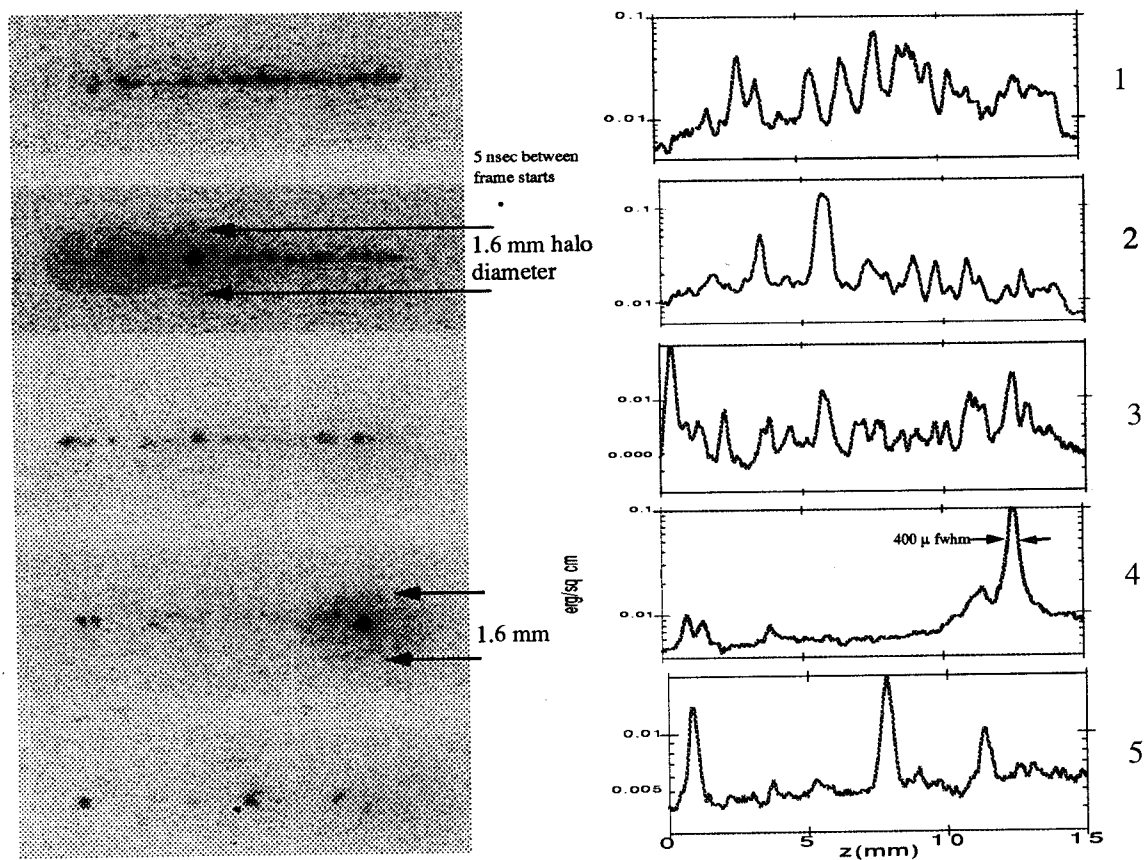 5 nsec between
frame starts
1.6 mm halo
diameter
1.6 mm
erg/sq cm
0.1
0.01
1
0.1
0.01
2
0.01
0.000
3
0.1
0.01
400 μ fwhm
4
0.01
0.005
5
0
5
10
15
z(mm)